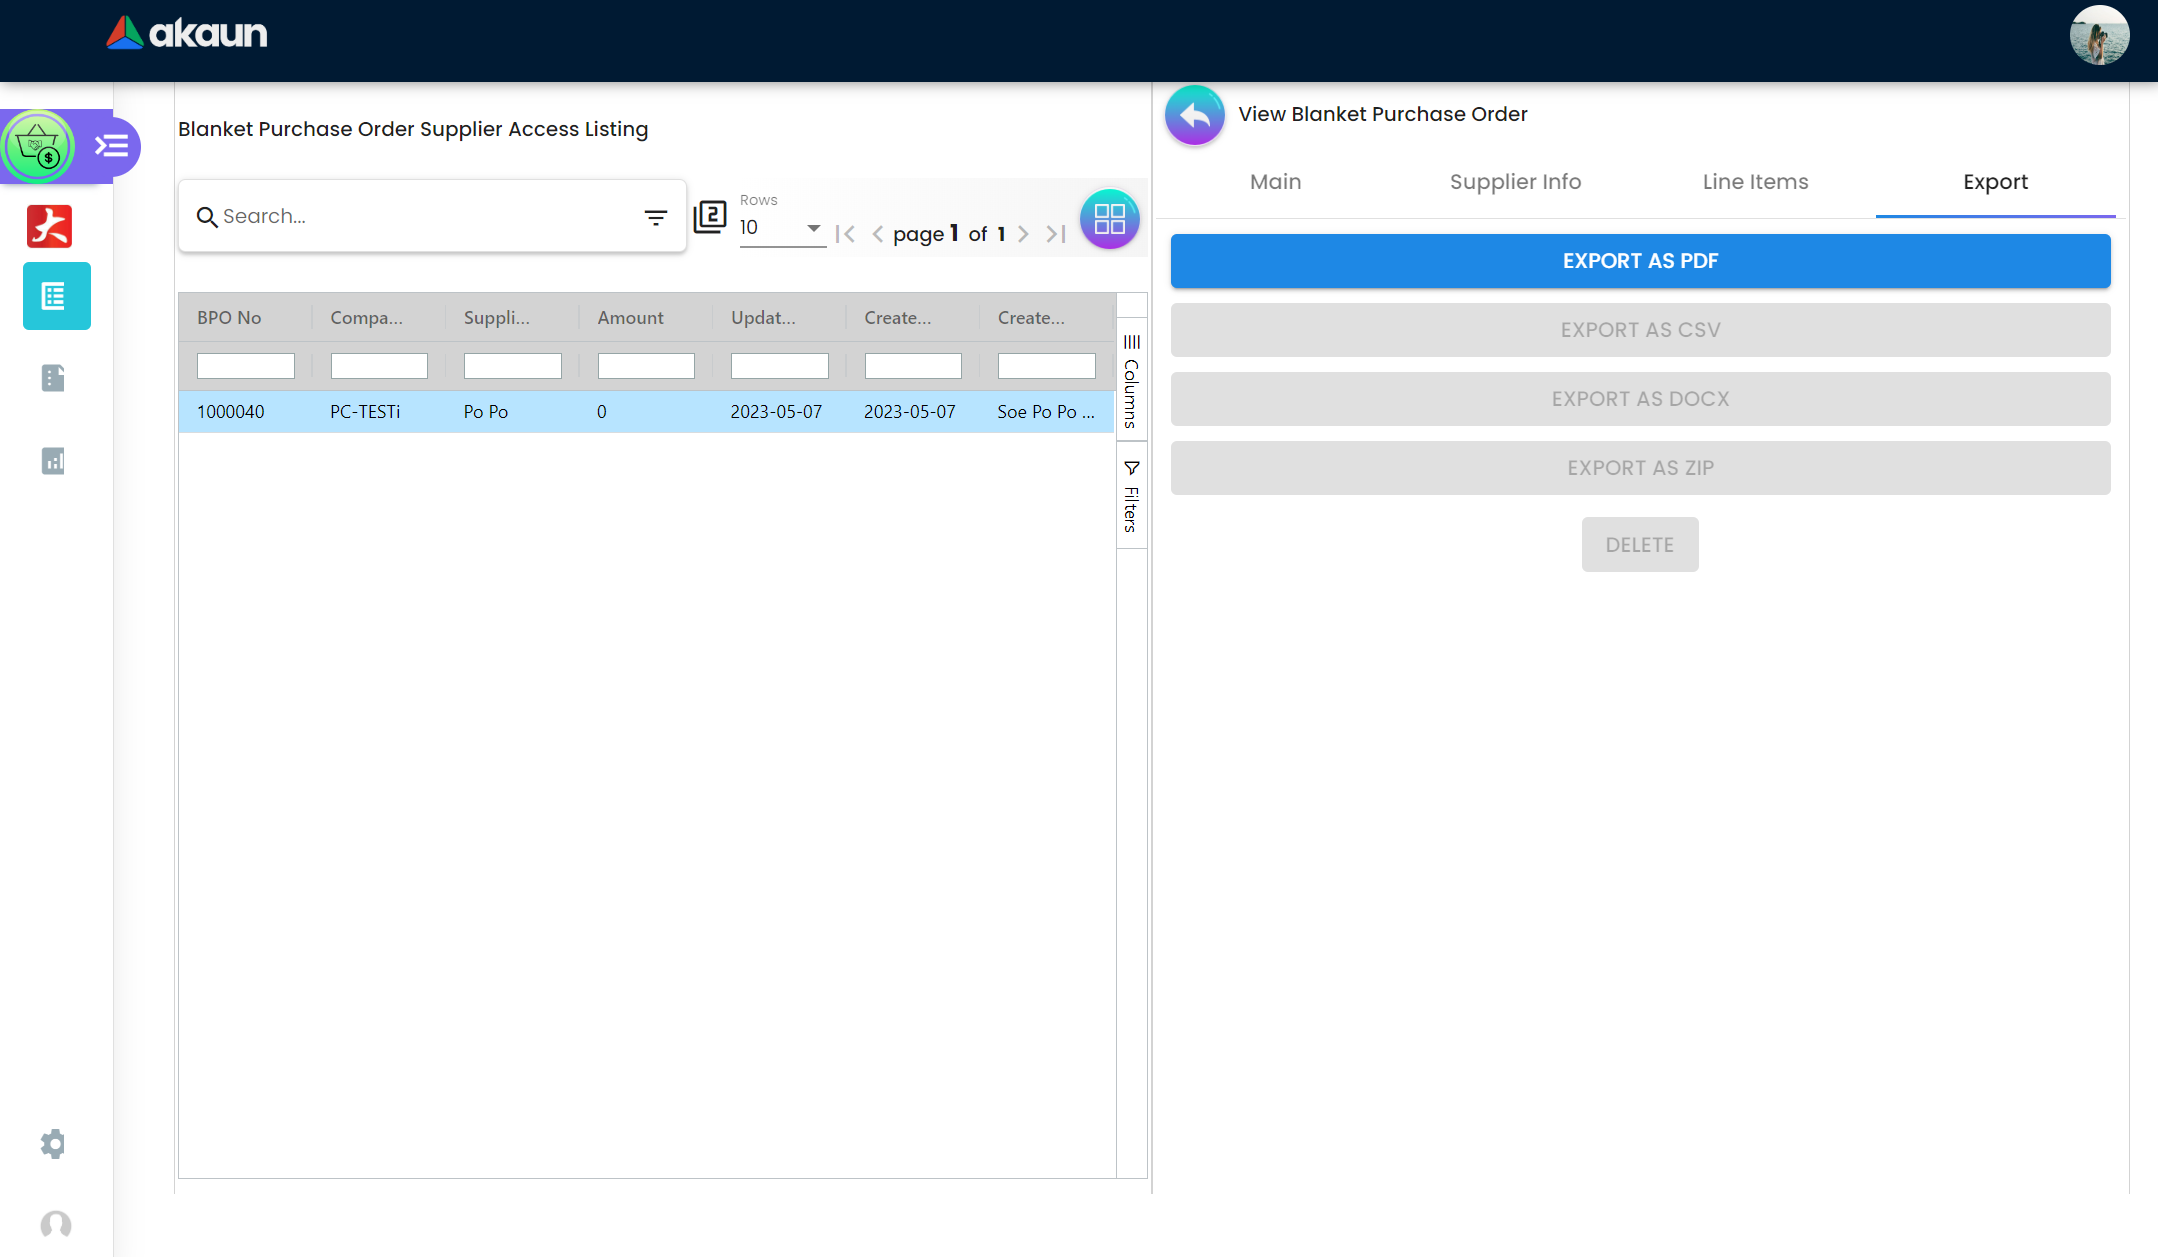 akaun
Blanket Purchase Order Supplier Access Listing
Search...
2
Rows
10
page 1 of 1
BPO No Compa... Suppli... Amount Updat... Create... Create...
1000040 PC-TESTi Po Po 0 2023-05-07 2023-05-07 Soe Po Po ...
Columns
Filters
View Blanket Purchase Order
Main Supplier Info Line Items Export
EXPORT AS PDF
EXPORT AS CSV
EXPORT AS DOCX
EXPORT AS ZIP
DELETE